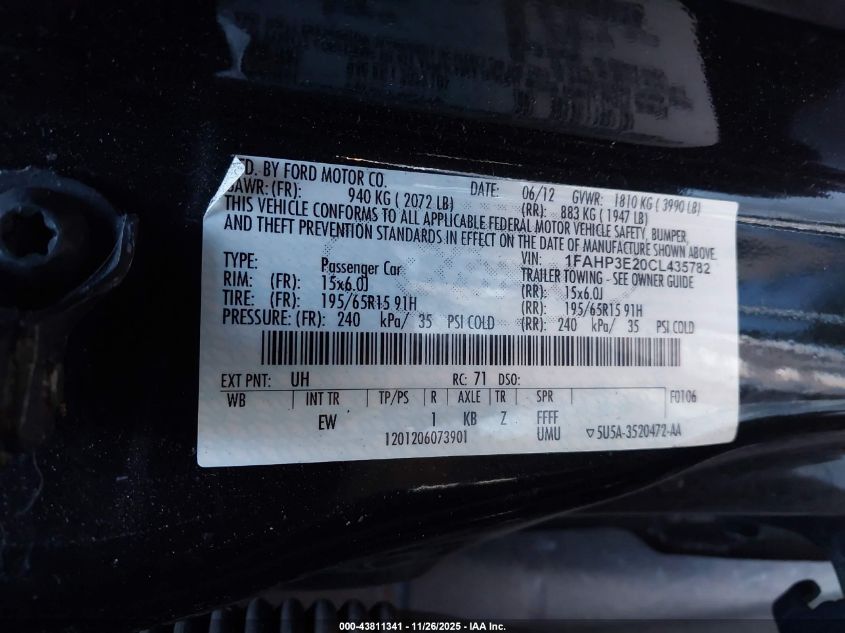 FD. BY FORD MOTOR CO. DATE: 06/12 GVWR: 1810 KG ( 3990 LB)
GAWR: (FR): 940 KG ( 2072 LB) (RR): 883 KG ( 1947 LB)
THIS VEHICLE CONFORMS TO ALL APPLICABLE FEDERAL MOTOR VEHICLE SAFETY, BUMPER,
AND THEFT PREVENTION STANDARDS IN EFFECT ON THE DATE OF MANUFACTURE SHOWN ABOVE.
VIN: 1FAHP3E20CL435782
TYPE: Passenger Car TRAILER TOWING - SEE OWNER GUIDE
RIM: (FR): 15x6.0J (RR): 15x6.0J
TIRE: (FR): 195/65R15 91H (RR): 195/65R15 91H
PRESSURE: (FR): 240 kPa/ 35 PSI COLD (RR): 240 kPa/ 35 PSI COLD
EXT PNT: UH RC: 71 DSO:
WB INT TR TP/PS R AXLE TR SPR F0106
EW 1 KB Z FFFF
1201206073901 UMU ▽5U5A-3520472-AA
000-43811341 - 11/26/2025 - IAA Inc.